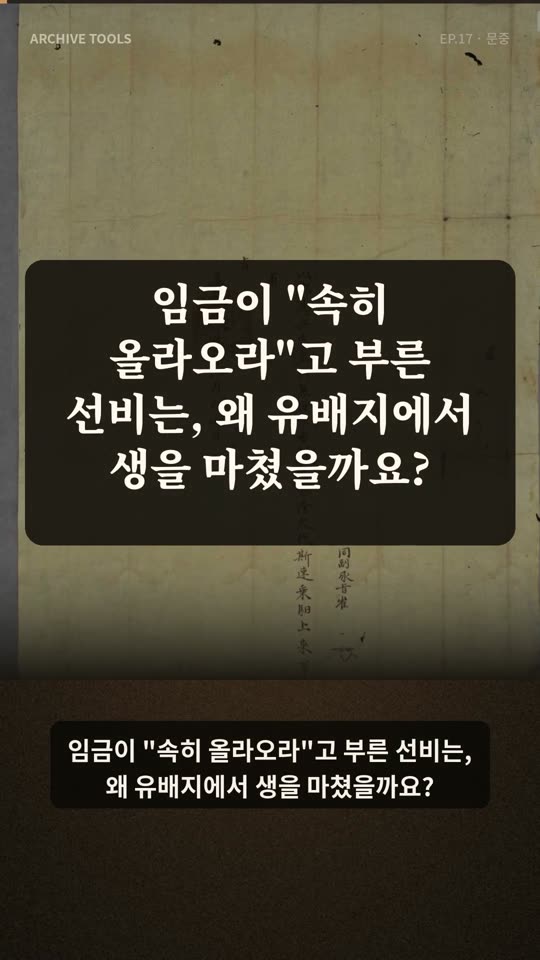 ARCHIVE TOOLS
EP.17 · 문중
임금이 "속히
올라오라"고 부른
선비는, 왜 유배지에서
생을 마쳤을까요?
斯速乘馹上來
同副承旨崔
임금이 "속히 올라오라"고 부른 선비는,
왜 유배지에서 생을 마쳤을까요?